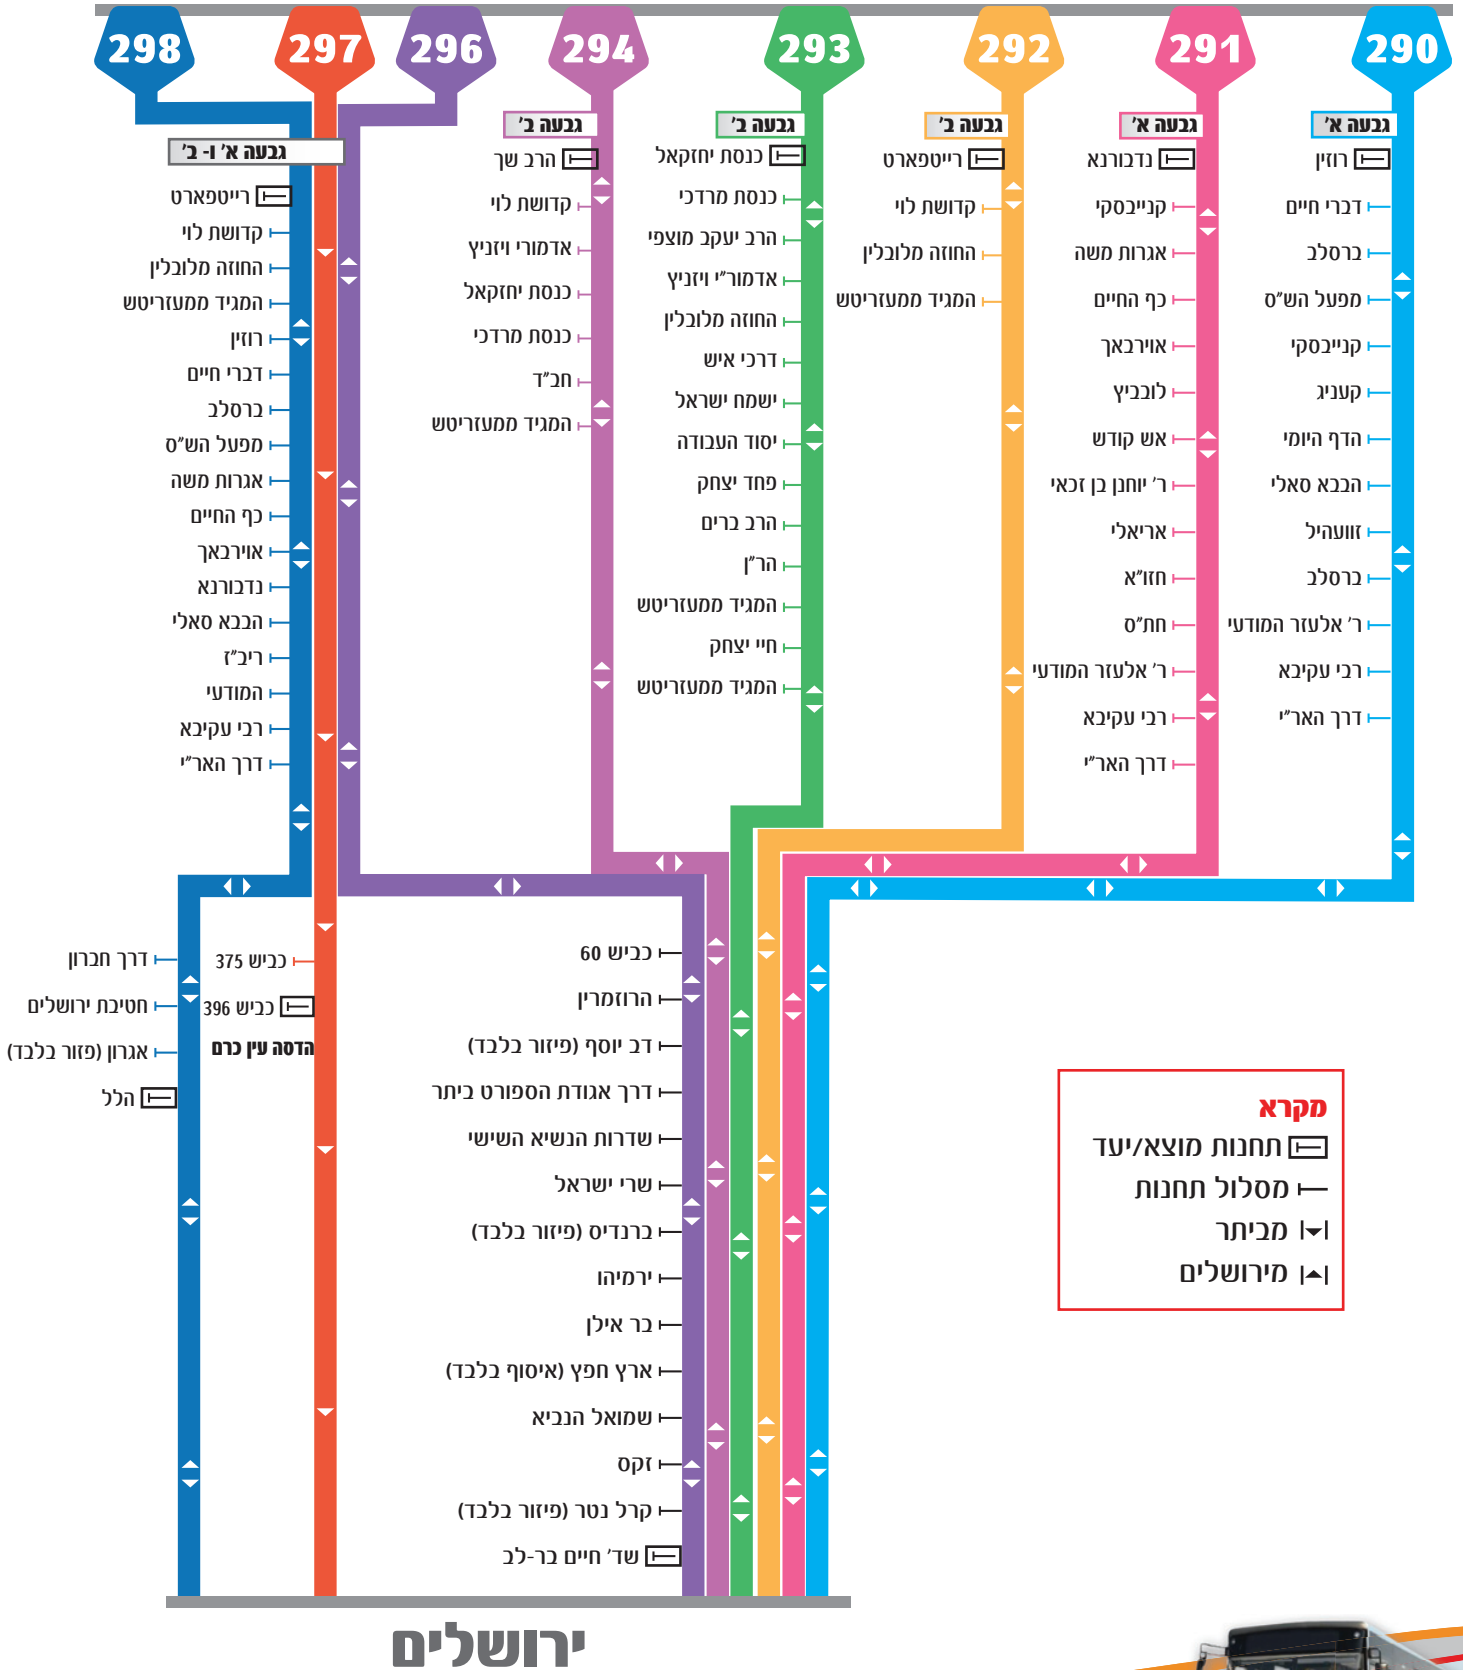 290
291
292
293
294
296
297
298
גבעה א'
רוזין
דברי חיים
ברסלב
מפעל הש"ס
קנייבסקי
קעניג
הדף היומי
הבבא סאלי
זוועהיל
ברסלב
ר' אלעזר המודעי
רבי עקיבא
דרך האר"י
גבעה א'
נדבורנא
קנייבסקי
אגרות משה
כף החיים
אוירבאך
לובביץ
אש קודש
ר' יוחנן בן זכאי
אריאלי
חזו"א
חת"ס
ר' אלעזר המודעי
רבי עקיבא
דרך האר"י
גבעה ב'
רייטפארט
קדושת לוי
החוזה מלובלין
המגיד ממעזריטש
גבעה ב'
כנסת יחזקאל
כנסת מרדכי
הרב יעקב מוצפי
אדמור"י ויזניץ
החוזה מלובלין
דרכי איש
ישמח ישראל
יסוד העבודה
פחד יצחק
הרב ברים
הר"ן
המגיד ממעזריטש
חיי יצחק
המגיד ממעזריטש
גבעה ב'
הרב שך
קדושת לוי
אדמורי ויזניץ
כנסת יחזקאל
כנסת מרדכי
חב"ד
המגיד ממעזריטש
גבעה א' ו- ב'
רייטפארט
קדושת לוי
החוזה מלובלין
המגיד ממעזריטש
רוזין
דברי חיים
ברסלב
מפעל הש"ס
אגרות משה
כף החיים
אוירבאך
נדבורנא
הבבא סאלי
ריב"ז
המודעי
רבי עקיבא
דרך האר"י
כביש 60
הרוזמרין
דב יוסף (פיזור בלבד)
דרך אגודת הספורט ביתר
שדרות הנשיא השישי
שרי ישראל
ברנדיס (פיזור בלבד)
ירמיהו
בר אילן
ארץ חפץ (איסוף בלבד)
שמואל הנביא
זקס
קרל נטר (פיזור בלבד)
שד' חיים בר-לב
כביש 375
כביש 396
הדסה עין כרם
דרך חברון
חטיבת ירושלים
אגרון (פזור בלבד)
הלל
מקרא
תחנות מוצא/יעד
מסלול תחנות
מביתר
מירושלים
ירושלים